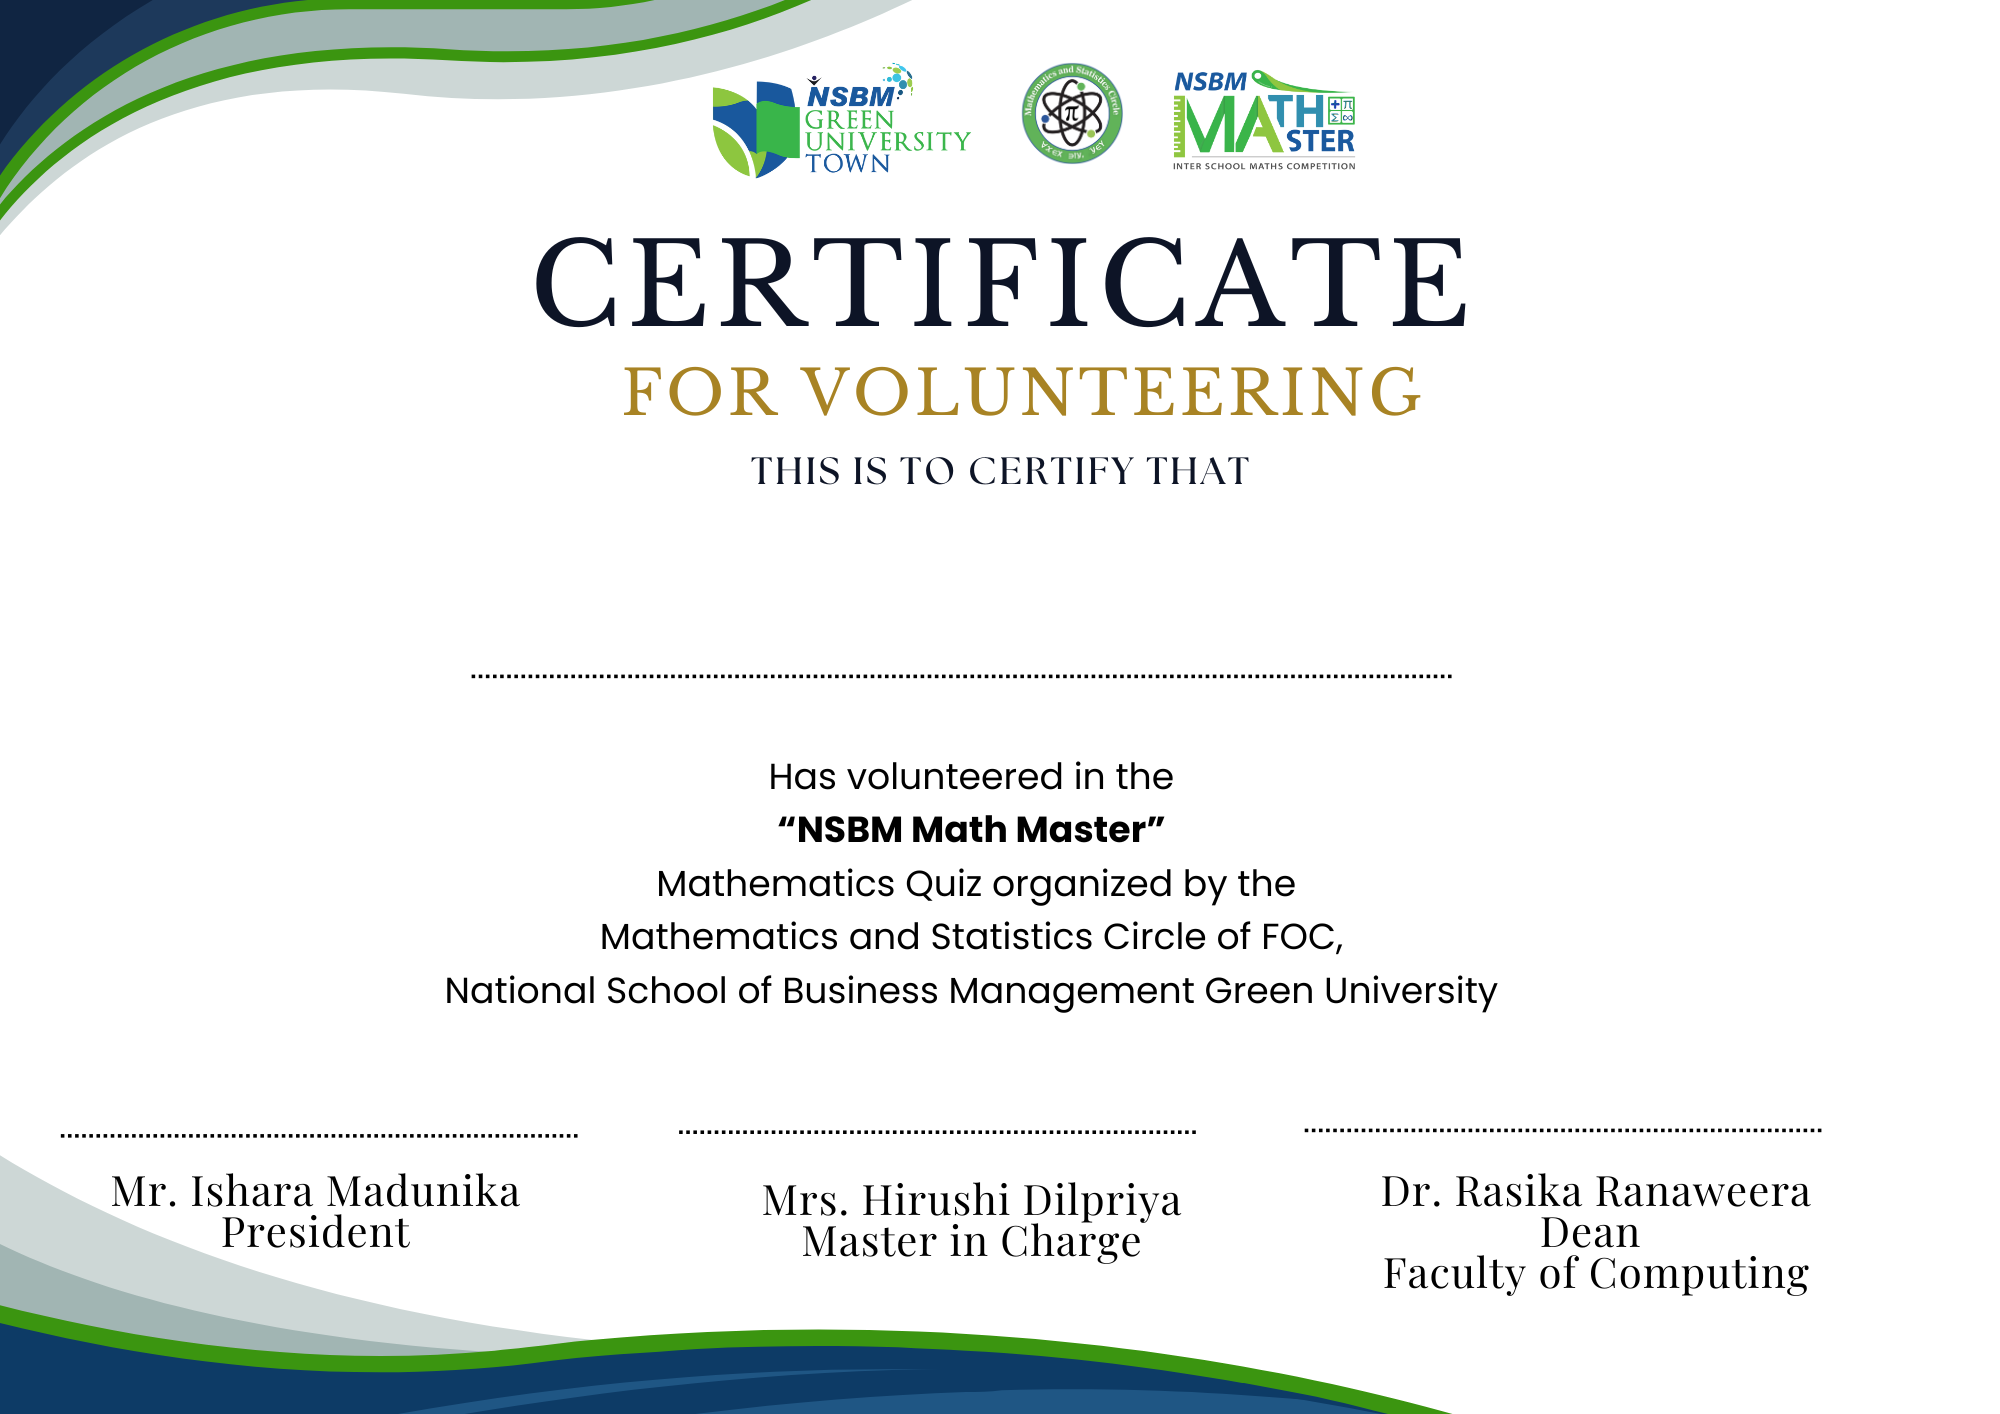 NSBM
GREEN
UNIVERSITY
TOWN
Mathematics and Statistics Circle
NSBM
MATH
MASTER
INTER SCHOOL MATHS COMPETITION
CERTIFICATE
FOR VOLUNTEERING
THIS IS TO CERTIFY THAT
Has volunteered in the
“NSBM Math Master”
Mathematics Quiz organized by the
Mathematics and Statistics Circle of FOC,
National School of Business Management Green University
Mr. Ishara Madunika
President
Mrs. Hirushi Dilpriya
Master in Charge
Dr. Rasika Ranaweera
Dean
Faculty of Computing